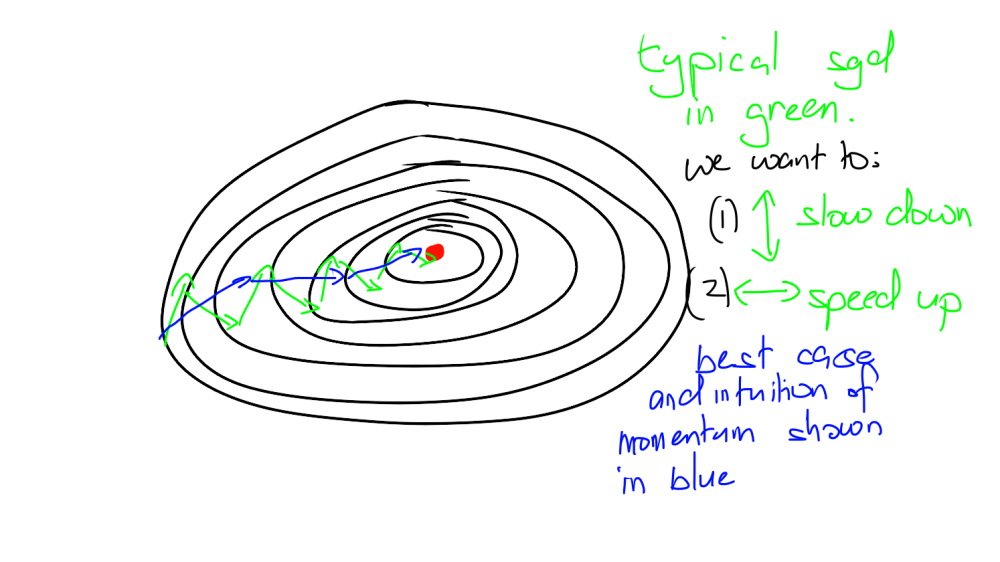 typical sgd
in green.
we want to:
(1) slow down
(2) speed up
best case
and intuition of
momentum shown
in blue